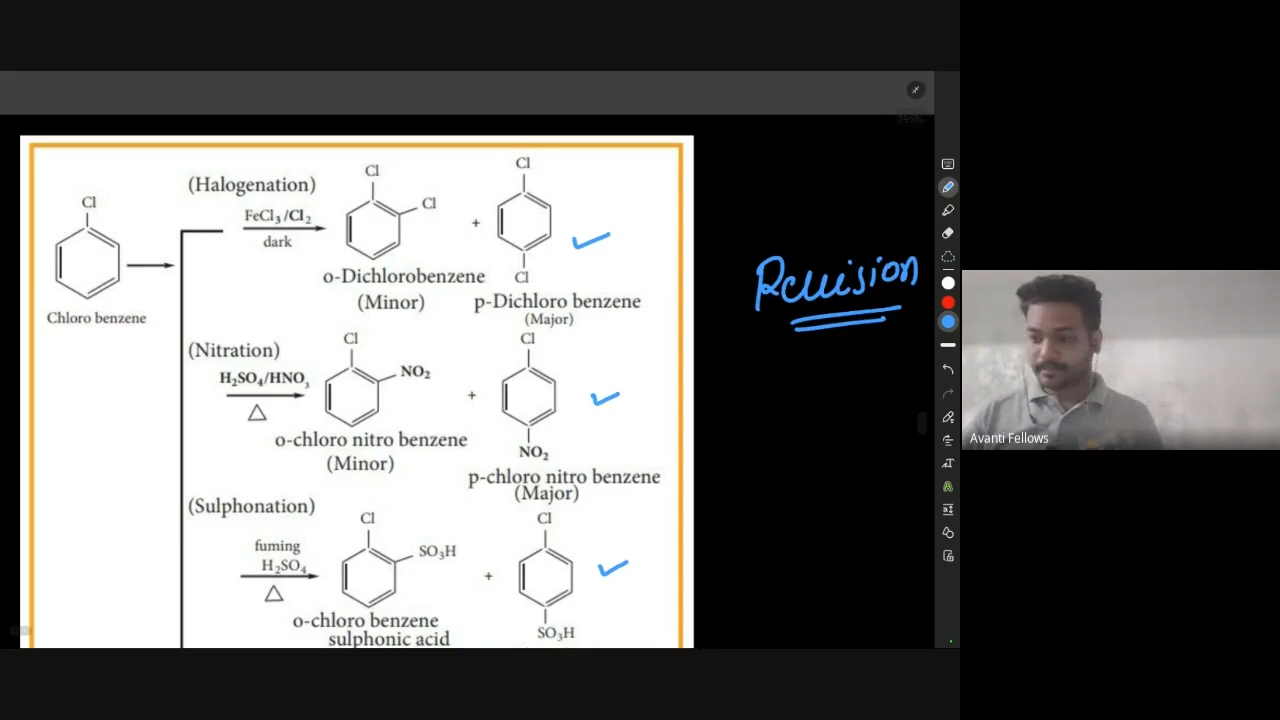 295%
Cl
Chloro benzene
(Halogenation)
FeCl₃/Cl₂
dark
Cl
Cl
o-Dichlorobenzene
(Minor)
+
Cl
Cl
p-Dichloro benzene
(Major)
(Nitration)
H₂SO₄/HNO₃
△
Cl
NO₂
o-chloro nitro benzene
(Minor)
+
Cl
NO₂
p-chloro nitro benzene
(Major)
(Sulphonation)
fuming
H₂SO₄
△
Cl
SO₃H
o-chloro benzene
sulphonic acid
+
Cl
SO₃H
Revision
Avanti Fellows